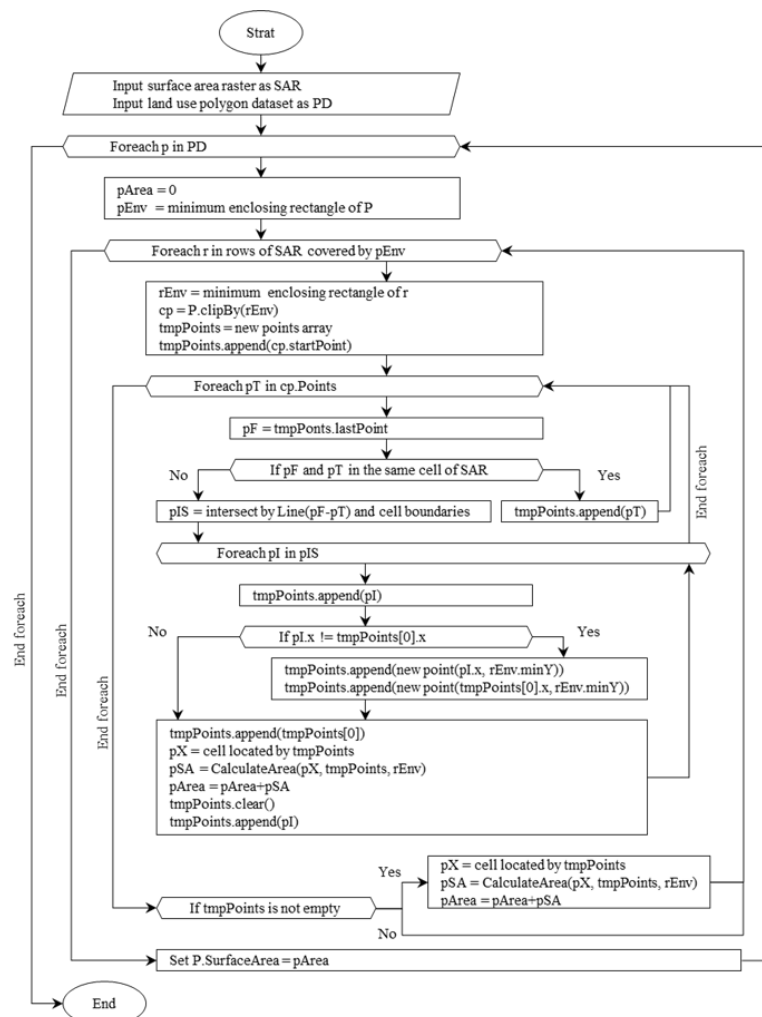 Strat
Input surface area raster as SAR
Input land use polygon dataset as PD
Foreach p in PD
pArea = 0
pEnv = minimum enclosing rectangle of P
Foreach r in rows of SAR covered by pEnv
rEnv = minimum enclosing rectangle of r
cp = P.clipBy(rEnv)
tmpPoints = new points array
tmpPoints.append(cp.startPoint)
Foreach pT in cp.Points
pF = tmpPonts.lastPoint
If pF and pT in the same cell of SAR
No
Yes
pIS = intersect by Line(pF-pT) and cell boundaries
tmpPoints.append(pT)
End foreach
Foreach pI in pIS
tmpPoints.append(pI)
If pI.x != tmpPoints[0].x
No
Yes
tmpPoints.append(new point(pI.x, rEnv.minY))
tmpPoints.append(new point(tmpPoints[0].x, rEnv.minY))
End foreach
End foreach
End foreach
tmpPoints.append(tmpPoints[0])
pX = cell located by tmpPoints
pSA = CalculateArea(pX, tmpPoints, rEnv)
pArea = pArea+pSA
tmpPoints.clear()
tmpPoints.append(pI)
If tmpPoints is not empty
Yes
No
pX = cell located by tmpPoints
pSA = CalculateArea(pX, tmpPoints, rEnv)
pArea = pArea+pSA
Set P.SurfaceArea = pArea
End